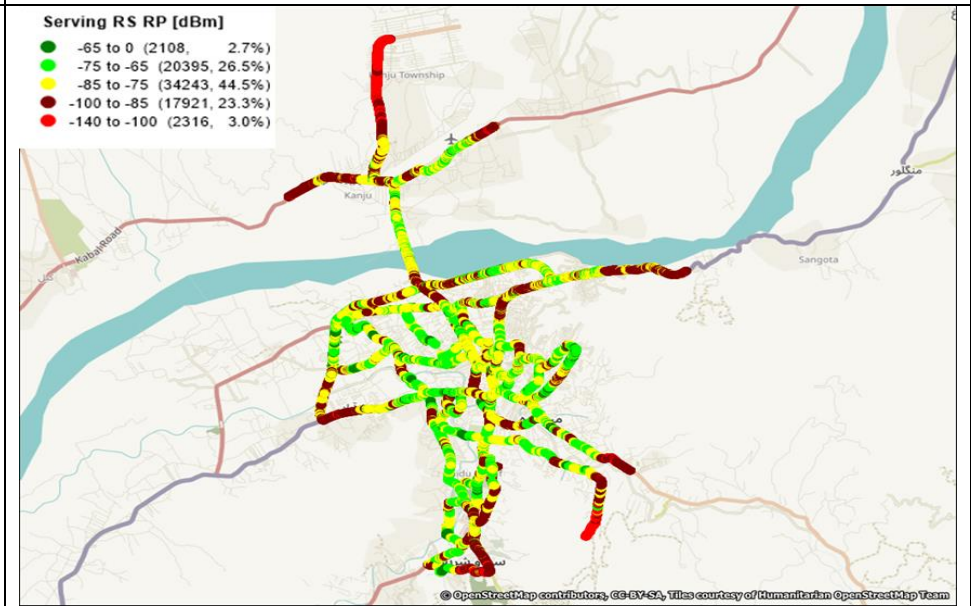 Serving RS RP [dBm]
-65 to 0 (2108, 2.7%)
-75 to -65 (20395, 26.5%)
-85 to -75 (34243, 44.5%)
-100 to -85 (17921, 23.3%)
-140 to -100 (2316, 3.0%)
Township
Kanju
منګلور
Kabal Road
Sangota
© OpenStreetMap contributors, CC-BY-SA, Tiles courtesy of Humanitarian OpenStreetMap Team